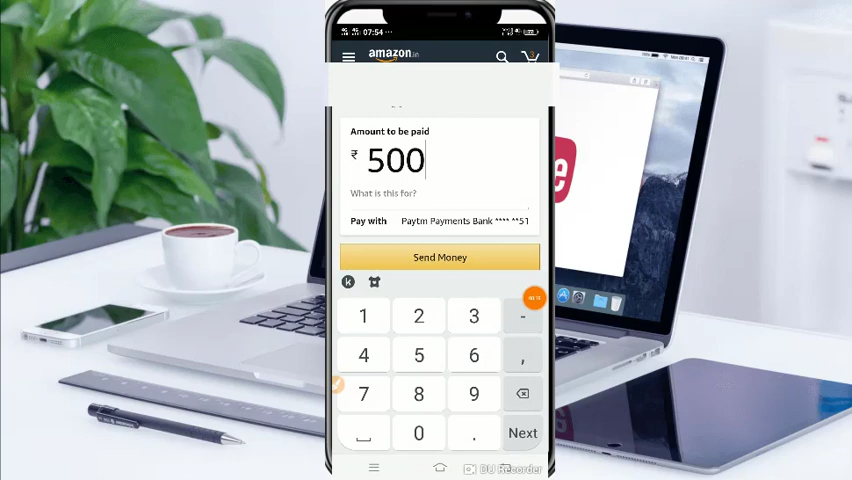 07:54
amazon.in
3
Amount to be paid
₹ 500
What is this for?
Pay with Paytm Payments Bank **** **51
Send Money
1 2 3 -
4 5 6 ,
7 8 9
0 .
Next
DU Recorder